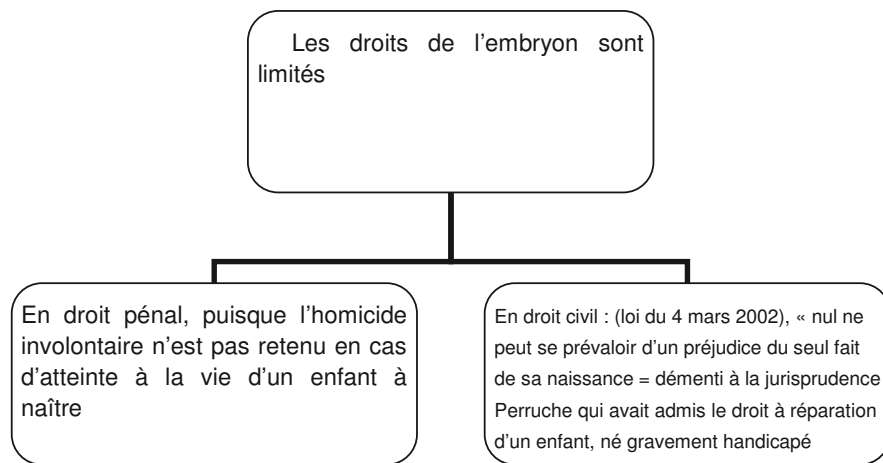 Les droits de l’embryon sont
limités
En droit pénal, puisque l’homicide
involontaire n’est pas retenu en cas
d’atteinte à la vie d’un enfant à
naître
En droit civil : (loi du 4 mars 2002), « nul ne
peut se prévaloir d’un préjudice du seul fait
de sa naissance = démenti à la jurisprudence
Perruche qui avait admis le droit à réparation
d’un enfant, né gravement handicapé